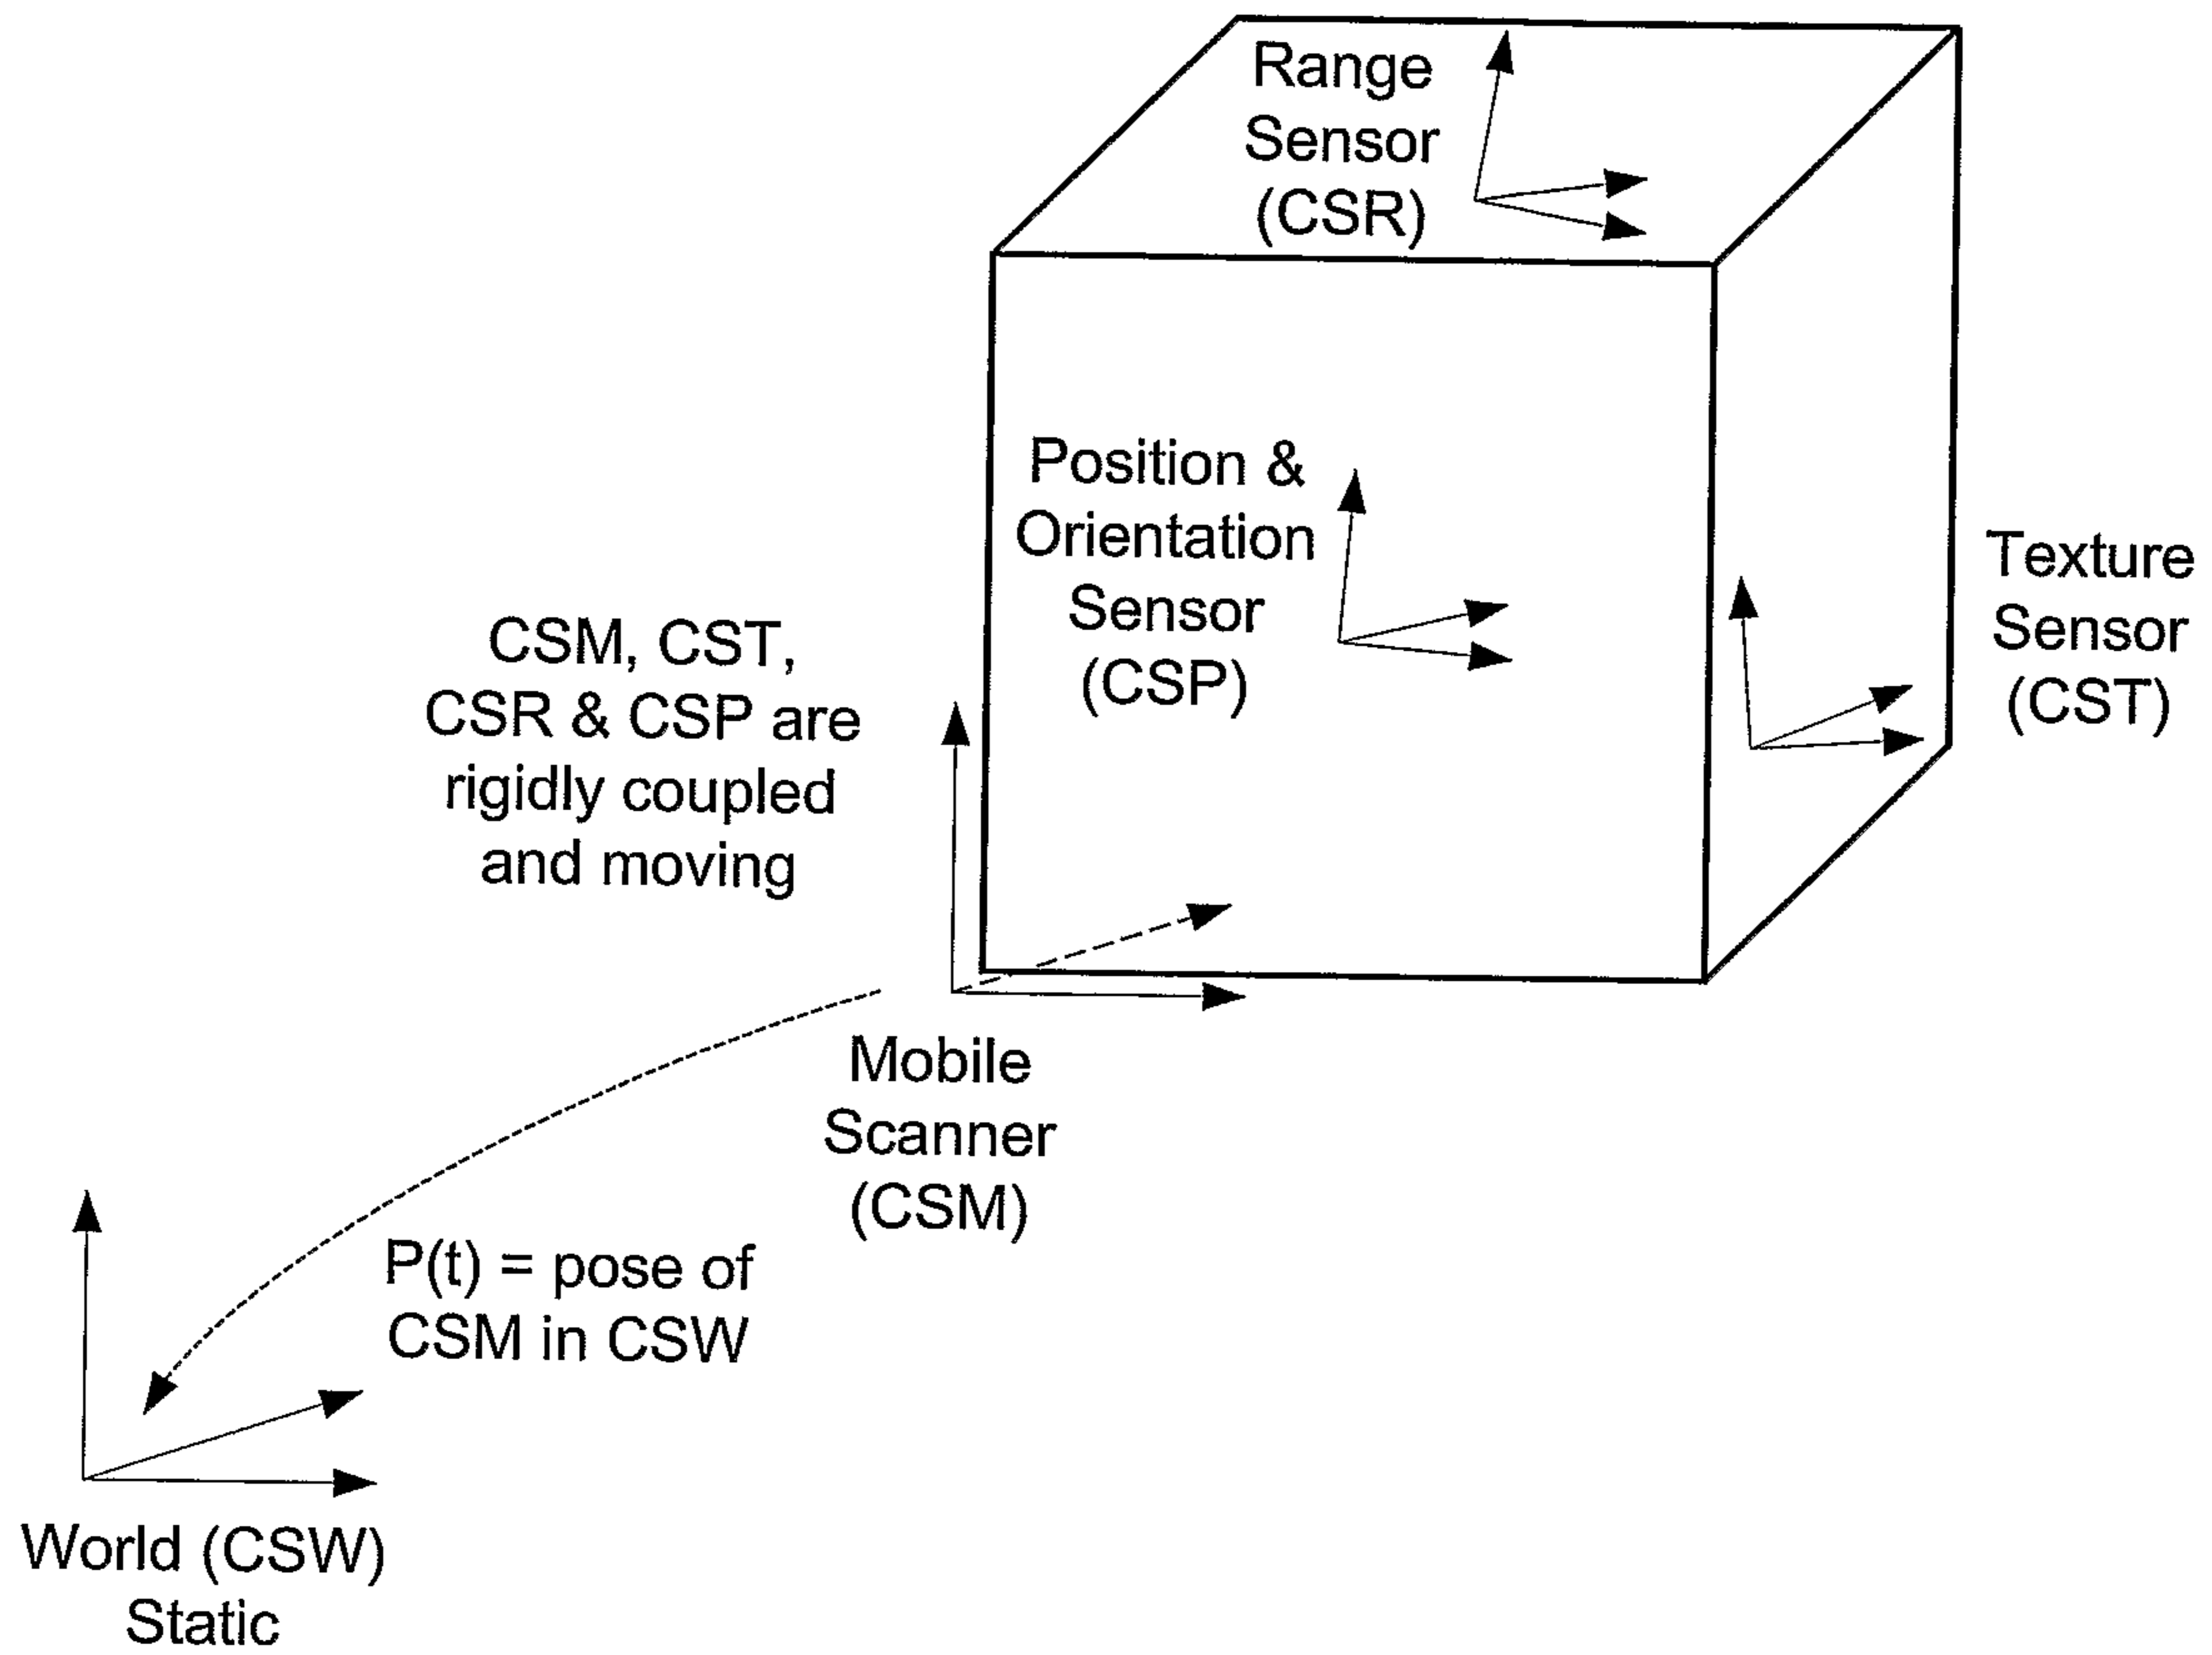 Range
Sensor
(CSR)
Position &
Orientation
Sensor
(CSP)
Texture
Sensor
(CST)
CSM, CST,
CSR & CSP are
rigidly coupled
and moving
Mobile
Scanner
(CSM)
P(t) = pose of
CSM in CSW
World (CSW)
Static